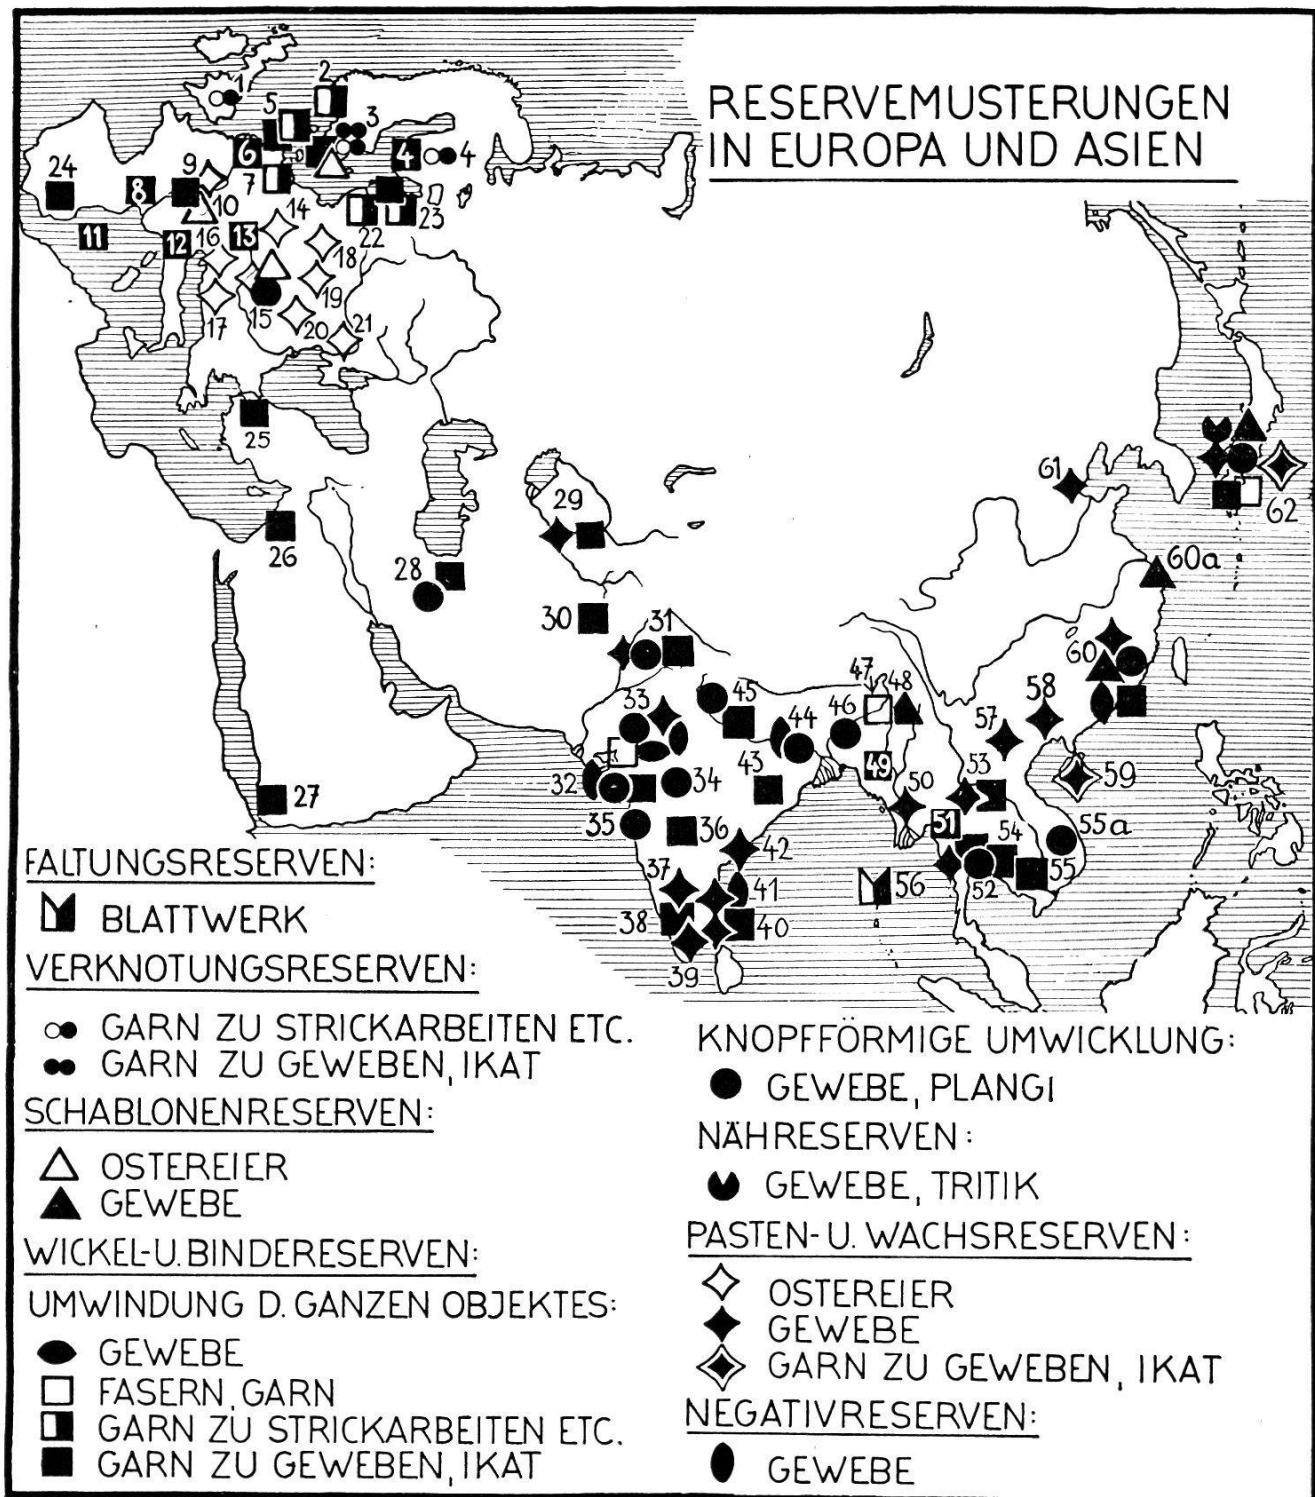 RESERVEMUSTERUNGEN
IN EUROPA UND ASIEN
1
2
3
4
4
5
6
7
8
9
10
11
12
13
14
15
16
17
18
19
20
21
22
23
24
25
26
27
28
29
30
31
32
33
34
35
36
37
38
39
40
41
42
43
44
45
46
47
48
49
50
51
52
53
54
55
55a
56
57
58
59
60
60a
61
62
FALTUNGSRESERVEN:
BLATTWERK
VERKNOTUNGSRESERVEN:
GARN ZU STRICKARBEITEN ETC.
GARN ZU GEWEBEN, IKAT
SCHABLONENRESERVEN:
OSTEREIER
GEWEBE
WICKEL-U. BINDERESERVEN:
UMWINDUNG D. GANZEN OBJEKTES:
GEWEBE
FASERN, GARN
GARN ZU STRICKARBEITEN ETC.
GARN ZU GEWEBEN, IKAT
KNOPFFÖRMIGE UMWICKLUNG:
GEWEBE, PLANGI
NÄHRESERVEN:
GEWEBE, TRITIK
PASTEN- U. WACHSRESERVEN:
OSTEREIER
GEWEBE
GARN ZU GEWEBEN, IKAT
NEGATIVRESERVEN:
GEWEBE